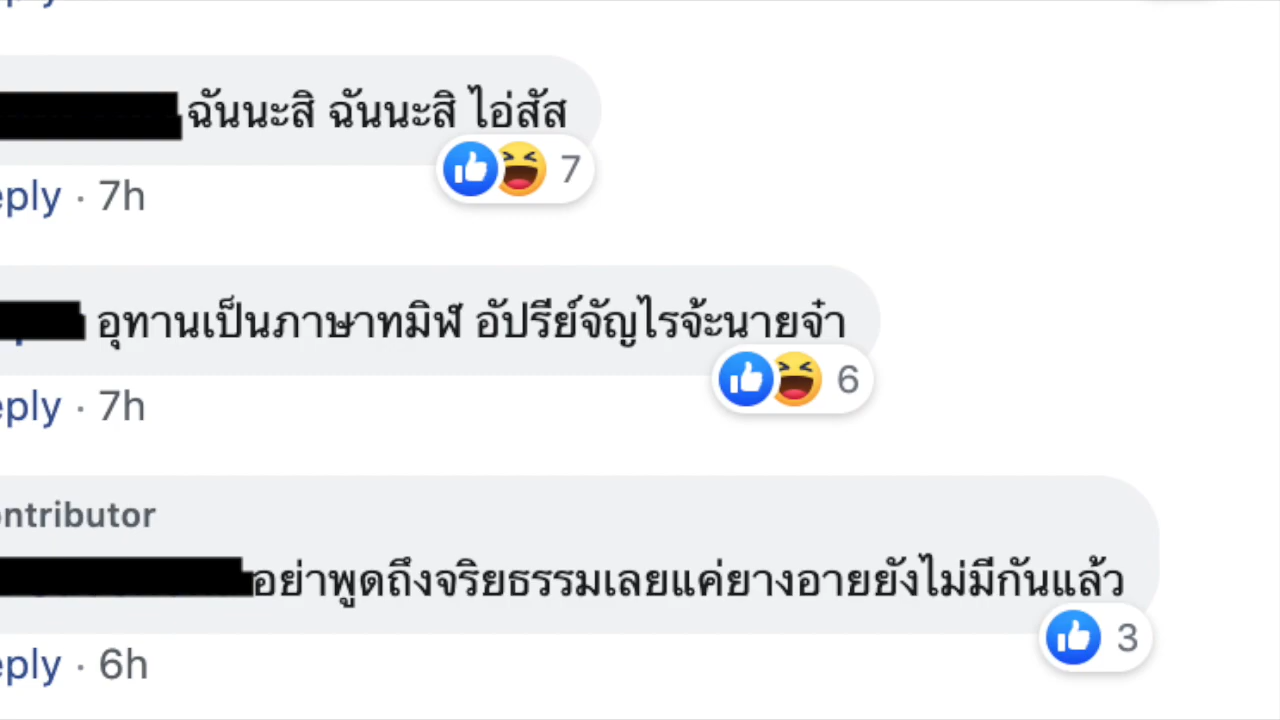 ฉันนะสิ ฉันนะสิ ไอ่สัส
7
eply · 7h
อุทานเป็นภาษาทมิฬ อัปรีย์จัญไรจ้ะนายจ๋า
6
eply · 7h
ontributor
อย่าพูดถึงจริยธรรมเลยแค่ยางอายยังไม่มีกันแล้ว
3
eply · 6h